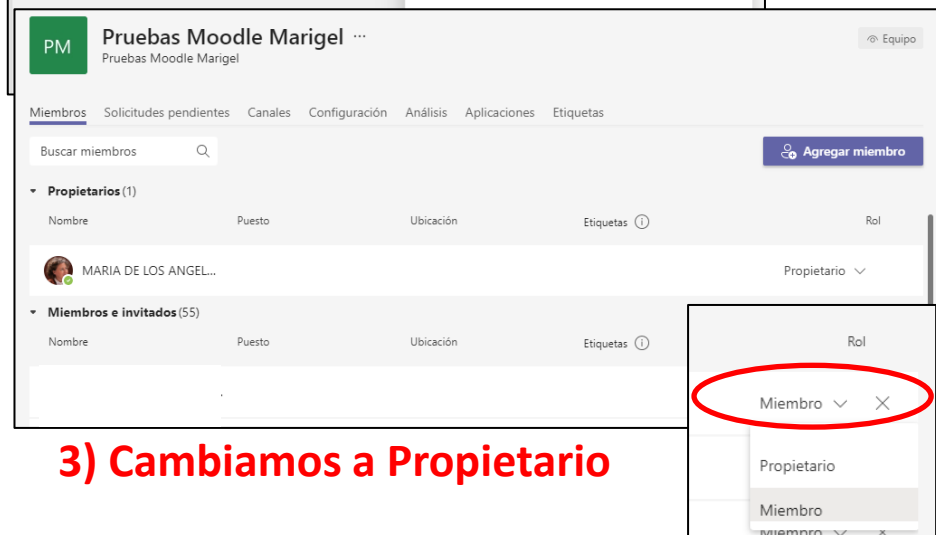 PM
Pruebas Moodle Marigel ...
Pruebas Moodle Marigel
Equipo
Miembros Solicitudes pendientes Canales Configuración Análisis Aplicaciones Etiquetas
Buscar miembros
Agregar miembro
Propietarios (1)
Nombre Puesto Ubicación Etiquetas Rol
MARIA DE LOS ANGEL... Propietario
Miembros e invitados (55)
Nombre Puesto Ubicación Etiquetas
Rol
Miembro
Propietario
Miembro
Miembro
3) Cambiamos a Propietario